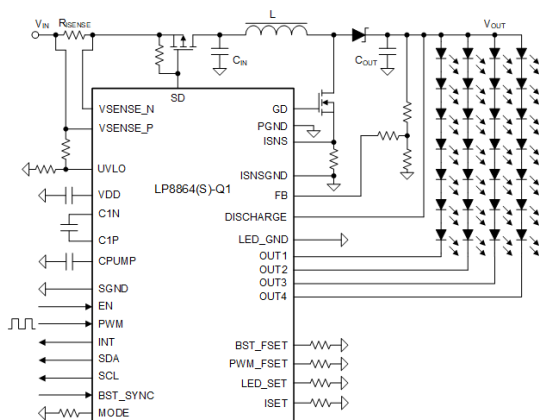 VIN RISENSE L VOUT
CIN COUT
SD
VSENSE_N GD
VSENSE_P PGND
ISNS
UVLO ISNSGND
LP8864(S)-Q1
VDD FB
C1N DISCHARGE
C1P LED_GND
CPUMP OUT1
OUT2
SGND OUT3
EN OUT4
PWM
INT BST_FSET
SDA PWM_FSET
SCL LED_SET
BST_SYNC ISET
MODE